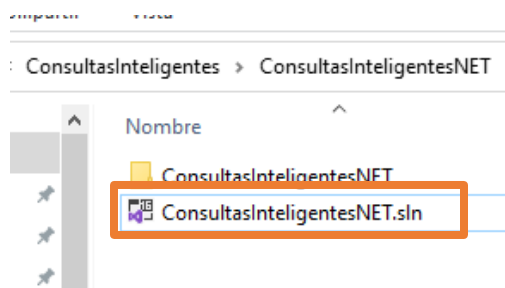 Vista
ConsultasInteligentes > ConsultasInteligentesNET
Nombre
ConsultasInteligentesNET
ConsultasInteligentesNET.sln